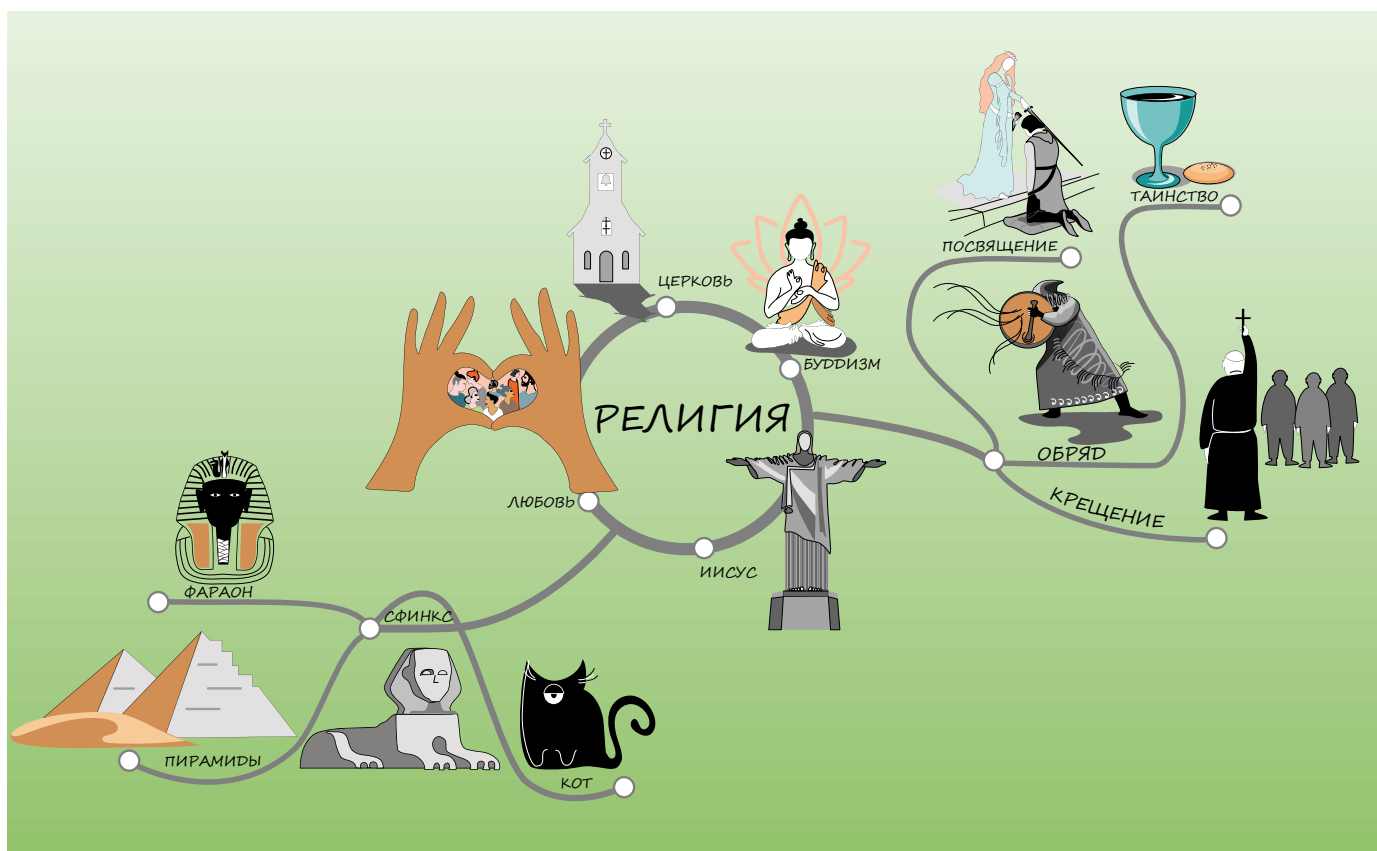 ТАИНСТВО
ПОСВЯЩЕНИЕ
ЦЕРКОВЬ
БУДДИЗМ
РЕЛИГИЯ
ОБРЯД
ЛЮБОВЬ
КРЕЩЕНИЕ
ИИСУС
ФАРАОН
СФИНКС
ПИРАМИДЫ
КОТ